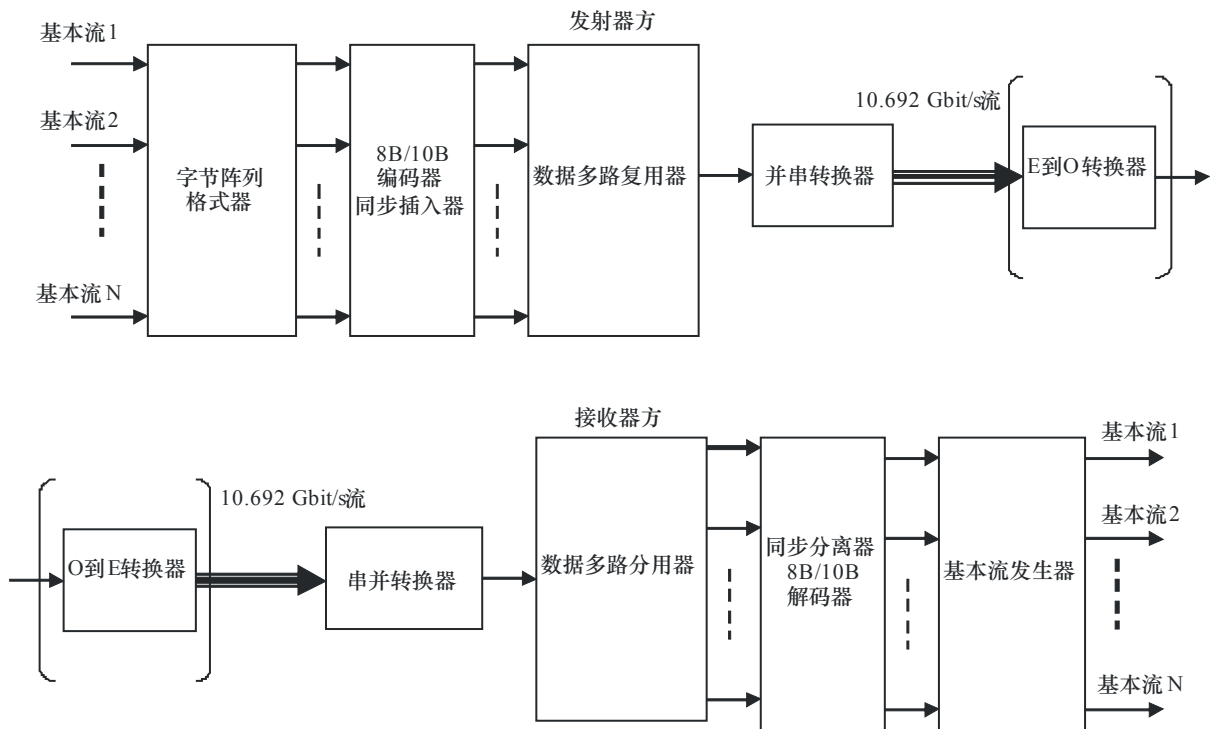 发射器方
基本流1
基本流2
基本流 N
字节阵列
格式器
8B/10B
编码器
同步插入器
数据多路复用器
并串转换器
10.692 Gbit/s流
E到O 转换器
接收器方
10.692 Gbit/s流
O到E转换器
串并转换器
数据多路分用器
同步分离器
8B/10B
解码器
基本流发生器
基本流1
基本流2
基本流 N